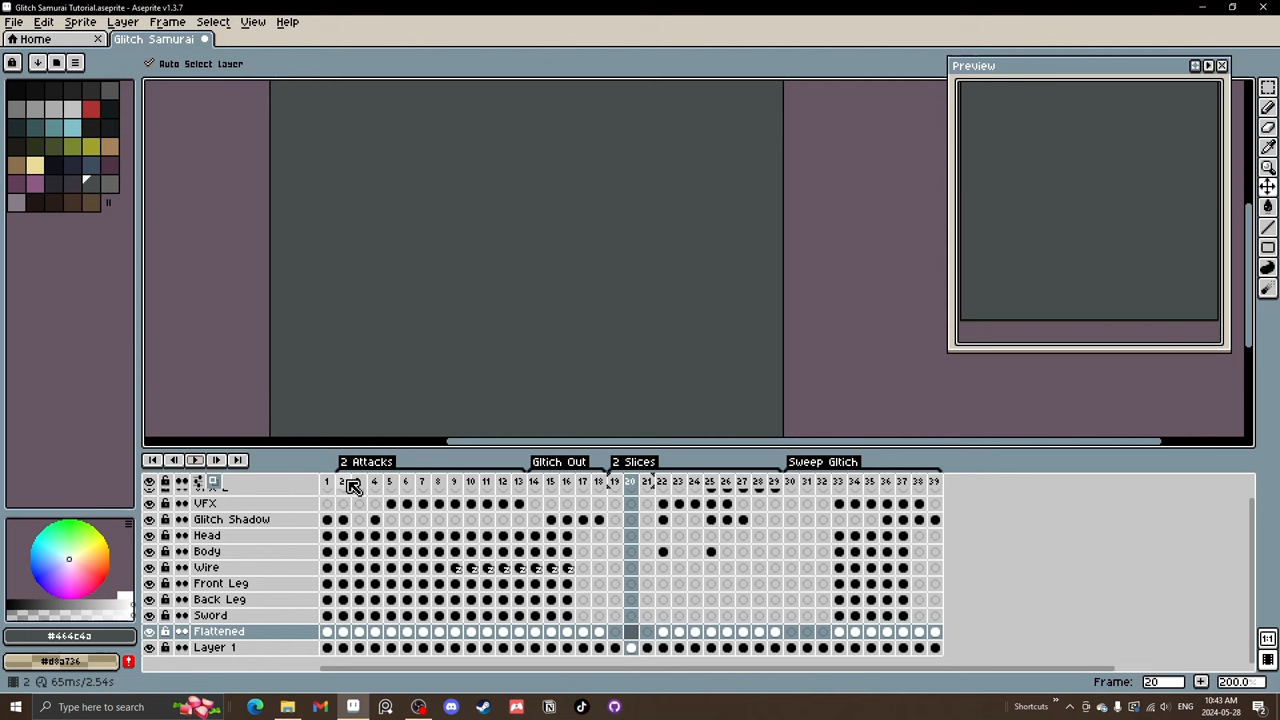 Glitch Samurai Tutorial.aseprite - Aseprite v1.3.7
File Edit Sprite Layer Frame Select View Help
Home Glitch Samurai
Auto Select Layer
Preview
2 Attacks Glitch Out 2 Slices Sweep Glitch
1 2 4 5 6 7 8 9 10 11 12 13 14 15 16 17 18 19 20 21 22 23 24 25 26 27 28 29 30 31 32 33 34 35 36 37 38 39
VFX
Glitch Shadow
Head
Body
Wire
Front Leg
Back Leg
Sword
Flattened
Layer 1
#464c4a
#d8a736
2 65ms/2.54s
Frame: 20 200.0%
1:1
Type here to search
Shortcuts
10:43 AM
2024-05-28